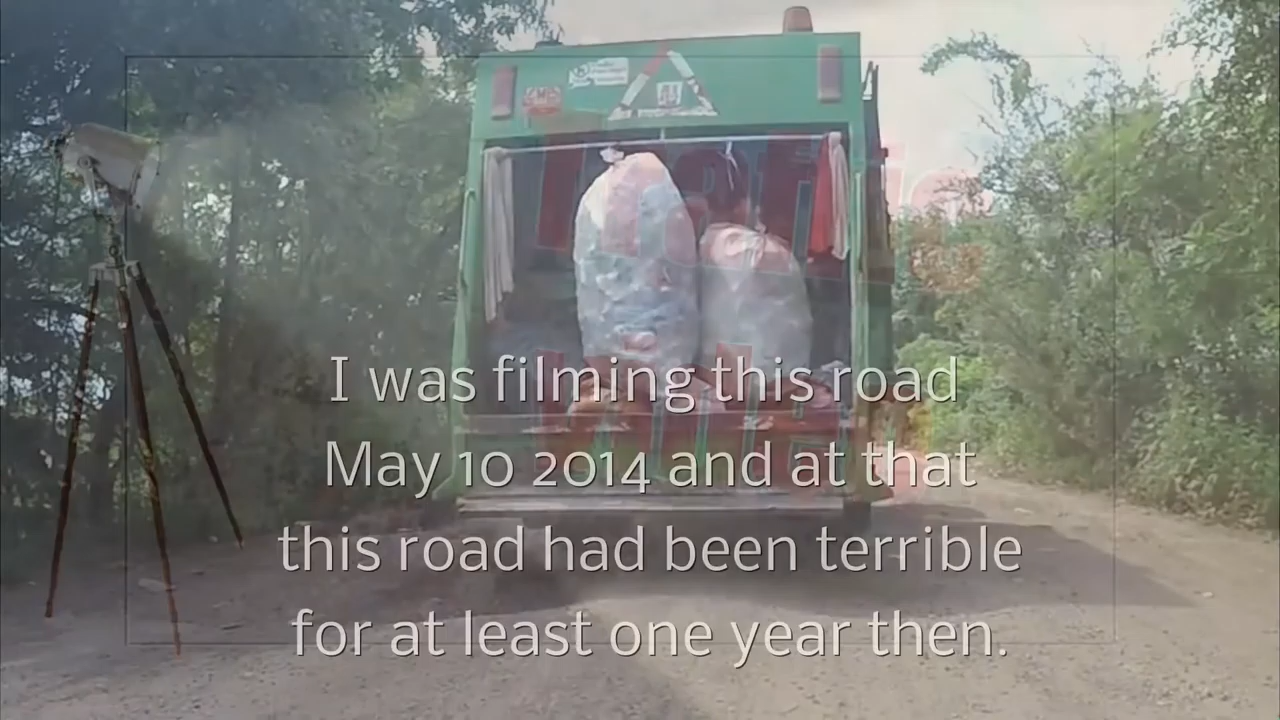 I was filming this road
May 10 2014 and at that
this road had been terrible
for at least one year then.